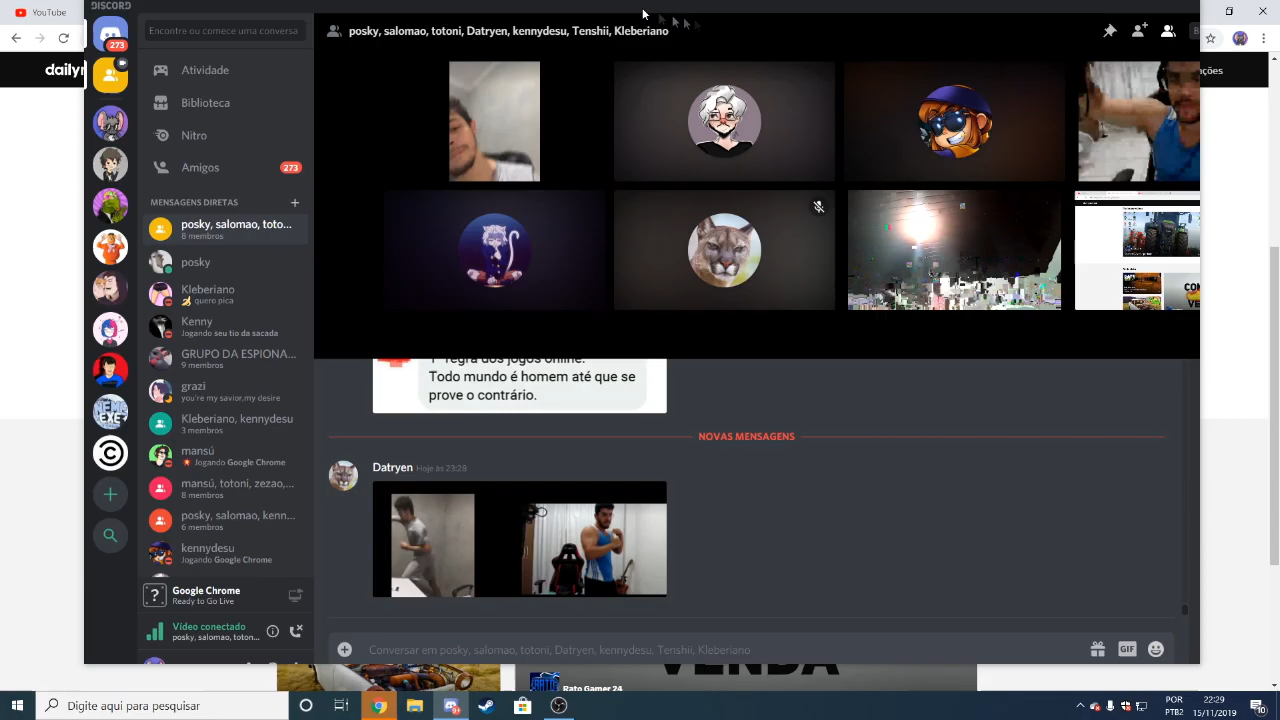 YouTube
DISCORD
273
dailym
ções
Encontre ou comece uma conversa
Atividade
Biblioteca
Nitro
Amigos
273
MENSAGENS DIRETAS
posky, salomao, toto...
8 membros
posky
Kleberiano
quero pica
Kenny
Jogando seu tio da sacada
GRUPO DA ESPIONA...
9 membros
grazi
you're my savior,my desire
Kleberiano, kennydesu
3 membros
mansú
Jogando Google Chrome
mansú, totoni, zezao,...
8 membros
posky, salomao, kenn...
6 membros
kennydesu
Jogando Google Chrome
NEMS
EXE
Google Chrome
Ready to Go Live
Vídeo conectado
posky, salomao, toton...
posky, salomao, totoni, Datryen, kennydesu, Tenshii, Kleberiano
1ª regra dos jogos online:
Todo mundo é homem até que se
prove o contrário.
NOVAS MENSAGENS
Datryen Hoje às 23:28
Conversar em posky, salomao, totoni, Datryen, kennydesu, Tenshii, Kleberiano
GIF
VENDA
Rato Gamer 24
Digite aqui para pesquisar
POR
PTB2
22:29
15/11/2019
10